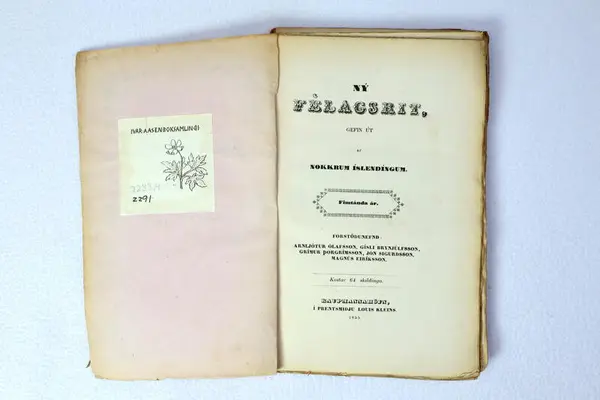 IVAR AASEN BOKSAMLING
2291
NÝ
FÉLAGSRIT,
GEFIN ÚT
AF
NOKKRUM ÍSLENDÍNGUM.
Fimtánda ár.
FORSTÖÐUNEFND
ARNLJÓTUR ÓLAFSSON, GÍSLI BRYNJÚLFSSON,
GRÍMUR ÞORGRÍMSSON, JÓN SIGURÐSSON,
MAGNÚS EIRÍKSSON.
Kostar 64 skildínga.
KAUPMANNAHÖFN,
Í PRENTSMIÐJU LOUIS KLEINS.